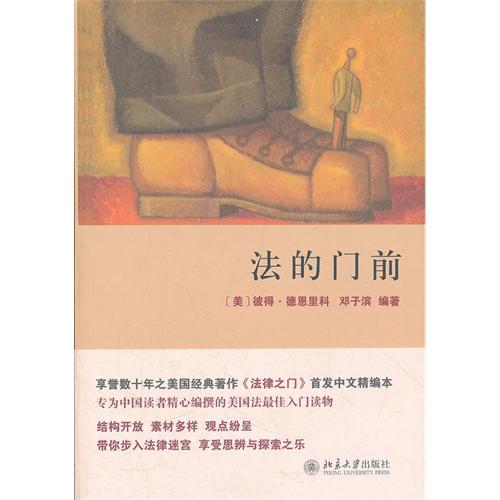 法的门前
〔美〕彼得·德恩里科 邓子滨 编著
享誉数十年之美国经典著作《法律之门》首发中文精编本
专为中国读者精心编撰的美国法最佳入门读物
结构开放 素材多样 观点纷呈
带你步入法律迷宫 享受思辨与探索之乐
北京大学出版社
PEKING UNIVERSITY PRESS